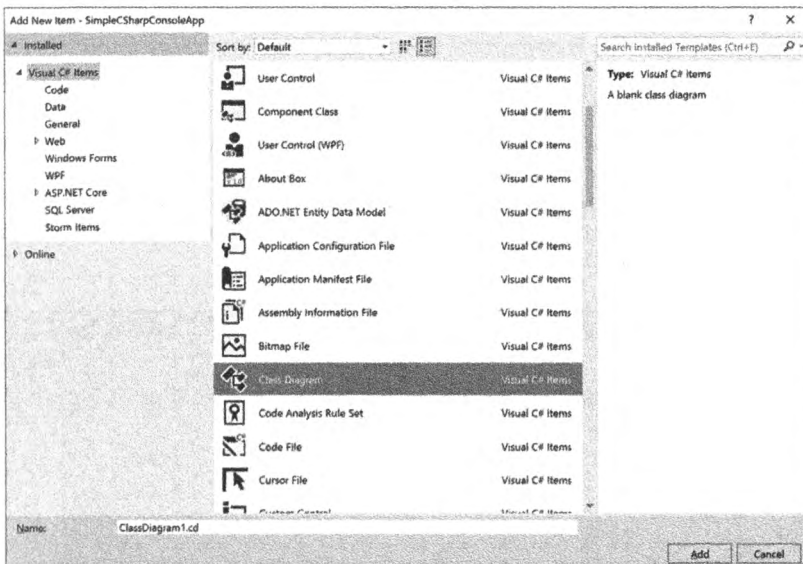 Add New Item - SimpleCSharpConsoleApp ? ×
Installed
Sort by: Default
Search Installed Templates (Ctrl+E)
Visual C# Items
Code
Data
General
Web
Windows Forms
WPF
ASP.NET Core
SQL Server
Storm Items
Online
User Control Visual C# Items
Component Class Visual C# Items
User Control (WPF) Visual C# Items
About Box Visual C# Items
ADO.NET Entity Data Model Visual C# Items
Application Configuration File Visual C# Items
Application Manifest File Visual C# Items
Assembly Information File Visual C# Items
Bitmap File Visual C# Items
Class Diagram Visual C# Items
Code Analysis Rule Set Visual C# Items
Code File Visual C# Items
Cursor File Visual C# Items
Custom Control Visual C# Items
Type: Visual C# Items
A blank class diagram
Name: ClassDiagram1.cd
Add Cancel